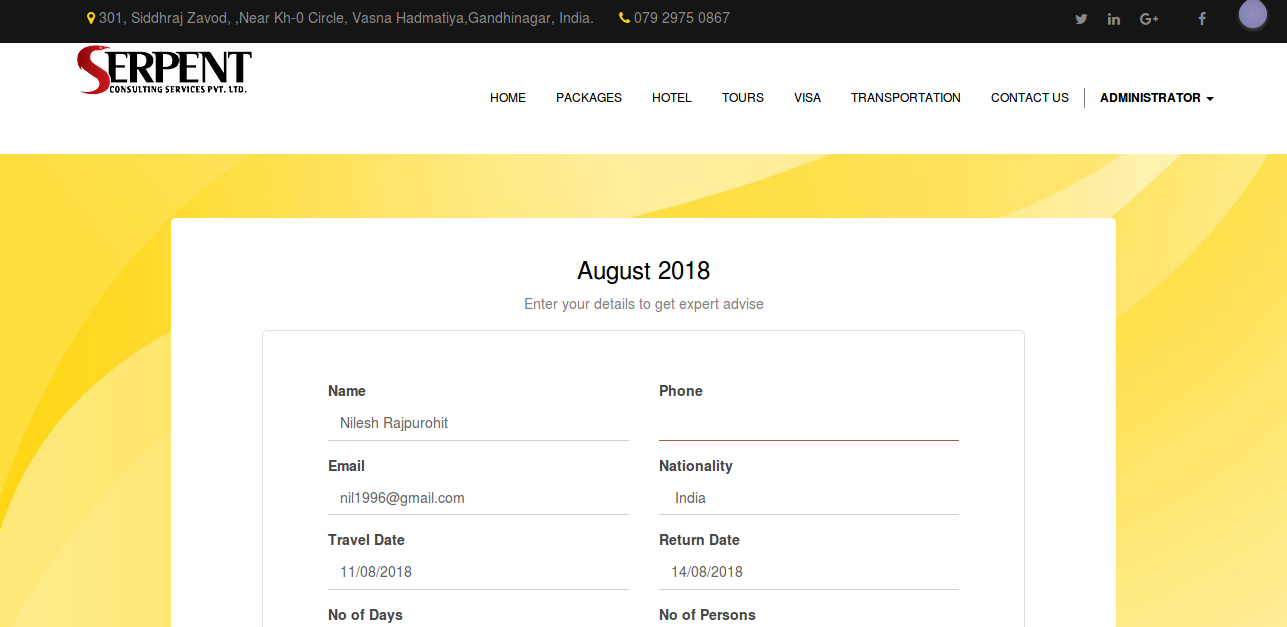 301, Siddhraj Zavod, ,Near Kh-0 Circle, Vasna Hadmatiya,Gandhinagar, India. 079 2975 0867
SERPENT
CONSULTING SERVICES PVT. LTD.
HOME PACKAGES HOTEL TOURS VISA TRANSPORTATION CONTACT US ADMINISTRATOR
August 2018
Enter your details to get expert advise
Name Phone
Nilesh Rajpurohit
Email Nationality
nil1996@gmail.com India
Travel Date Return Date
11/08/2018 14/08/2018
No of Days No of Persons